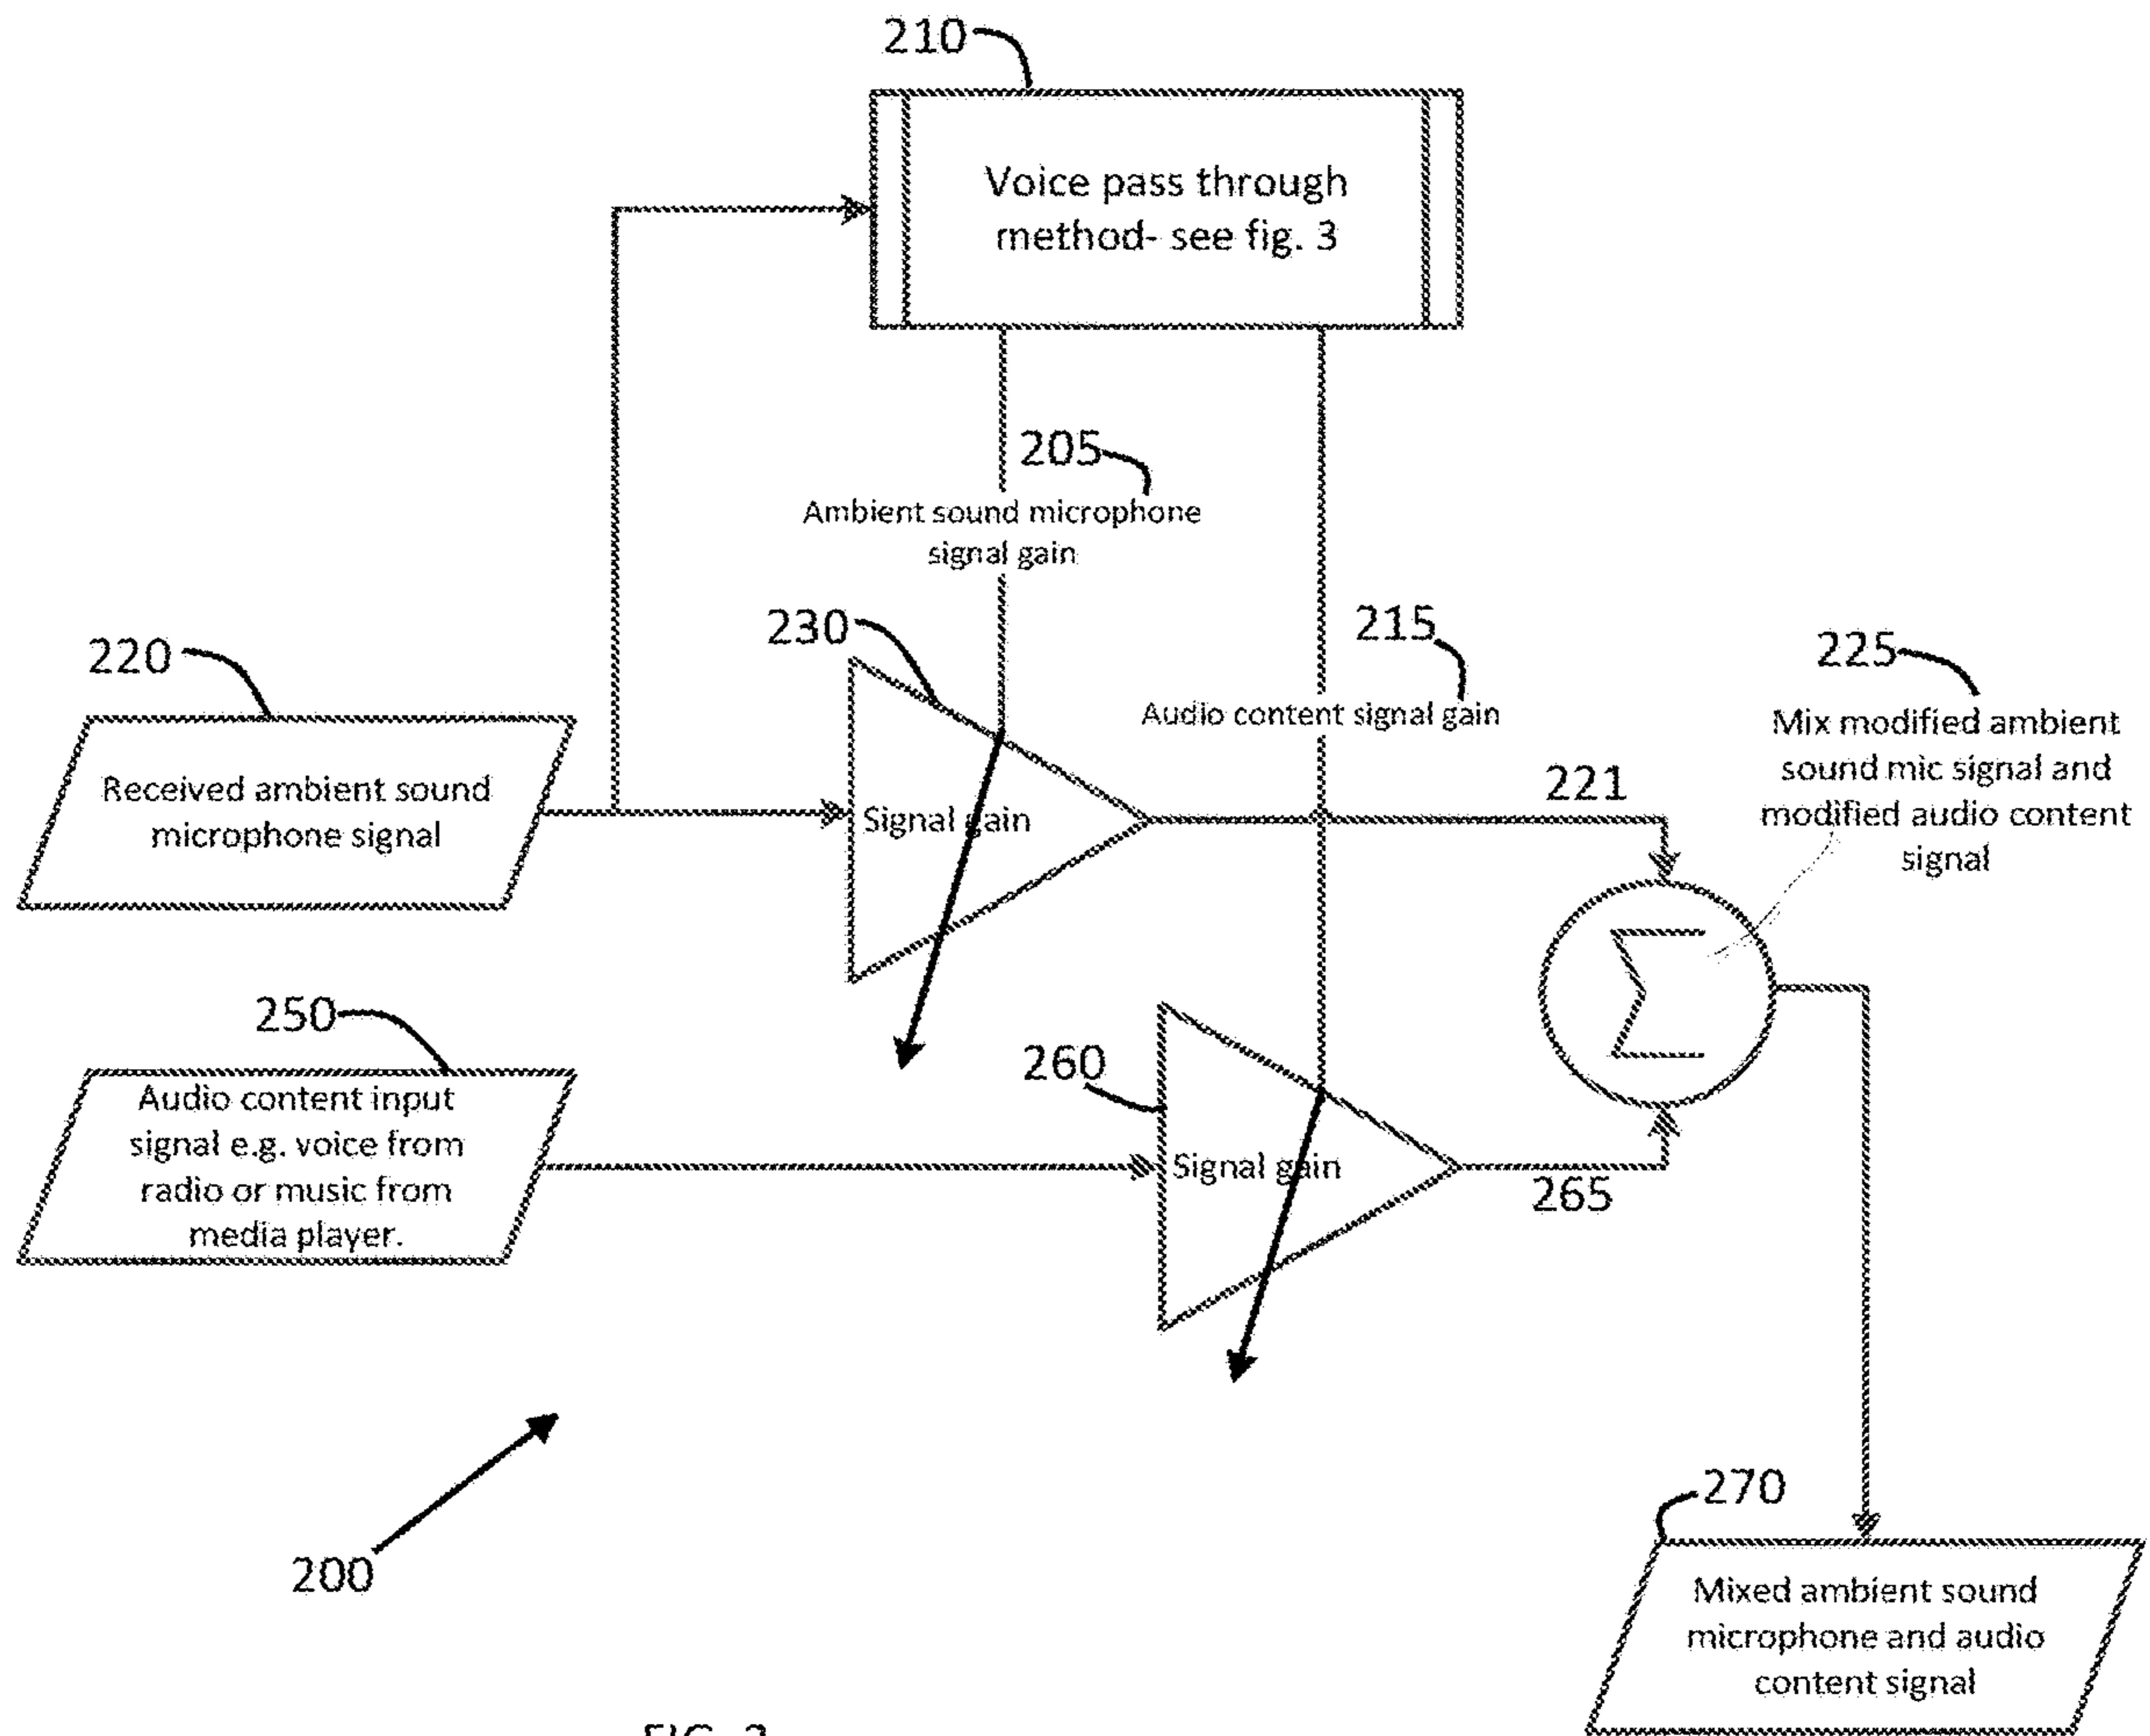 210
Voice pass through
method- see fig. 3
205
Ambient sound microphone
signal gain
230
215
220
225
Audio content signal gain
Mix modified ambient
sound mic signal and
modified audio content
signal
221
Received ambient sound
microphone signal
Signal gain
250
260
Audio content input
signal e.g. voice from
radio or music from
media player.
Signal gain
265
Σ
200
270
Mixed ambient sound
microphone and audio
content signal